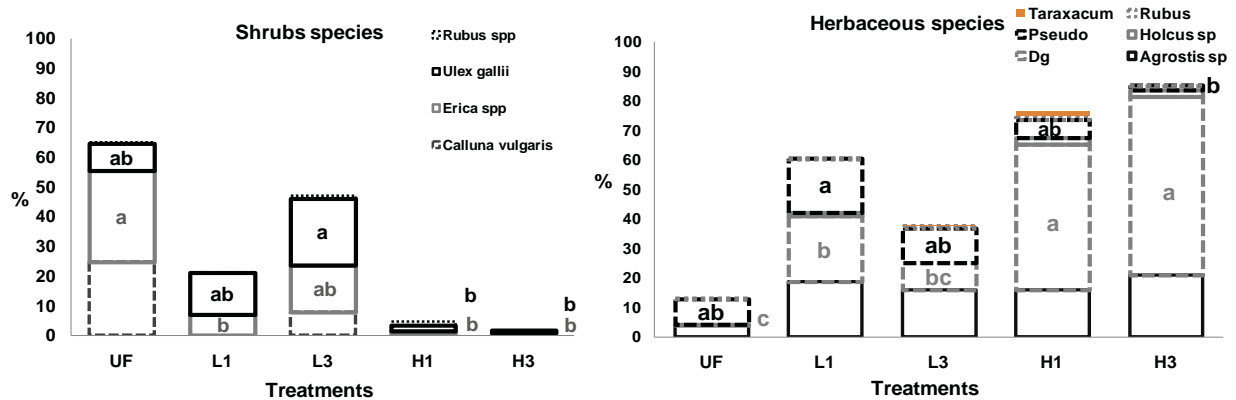 Shrubs species
Rubus spp
Ulex gallii
Erica spp
Calluna vulgaris
100
90
80
70
60
50
40
30
20
10
0
%
ab
a
ab
b
a
ab
b
b
b
b
UF L1 L3 H1 H3
Treatments
Herbaceous species
Taraxacum Rubus
Pseudo Holcus sp
Dg Agrostis sp
100
90
80
70
60
50
40
30
20
10
0
%
ab
c
a
b
ab
bc
ab
a
b
a
UF L1 L3 H1 H3
Treatments